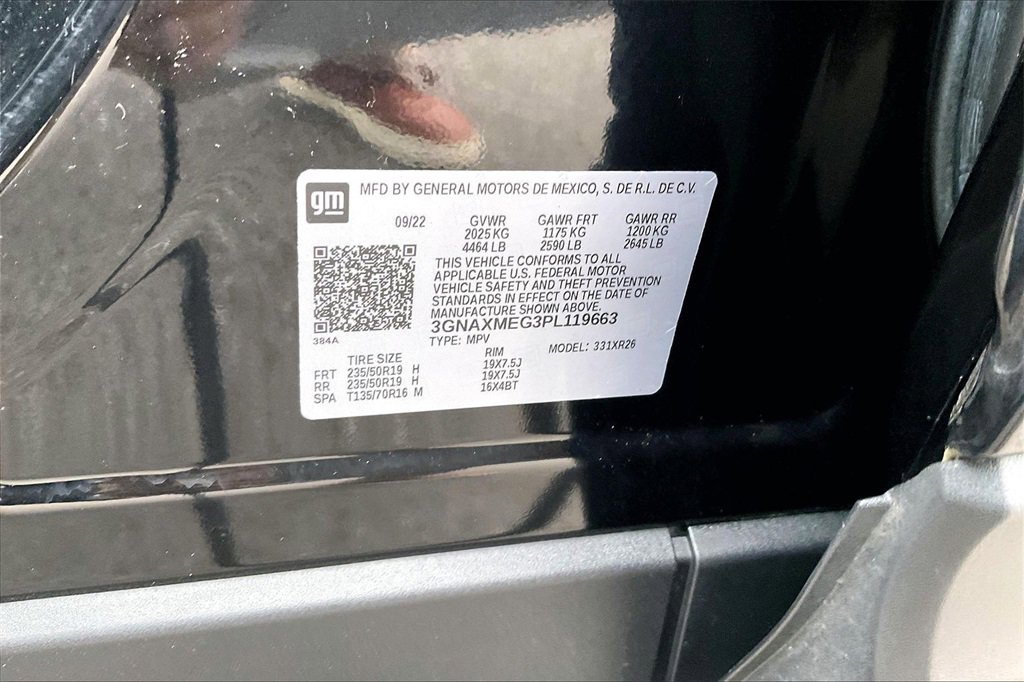 gm MFD BY GENERAL MOTORS DE MEXICO, S. DE R.L. DE C.V.
09/22 GVWR GAWR FRT GAWR RR
2025 KG 1175 KG 1200 KG
4464 LB 2590 LB 2645 LB
THIS VEHICLE CONFORMS TO ALL
APPLICABLE U.S. FEDERAL MOTOR
VEHICLE SAFETY AND THEFT PREVENTION
STANDARDS IN EFFECT ON THE DATE OF
MANUFACTURE SHOWN ABOVE.
3GNAXMEG3PL119663
384A
TYPE: MPV MODEL: 331XR26
TIRE SIZE RIM
FRT 235/50R19 H 19X7.5J
RR 235/50R19 H 19X7.5J
SPA T135/70R16 M 16X4BT